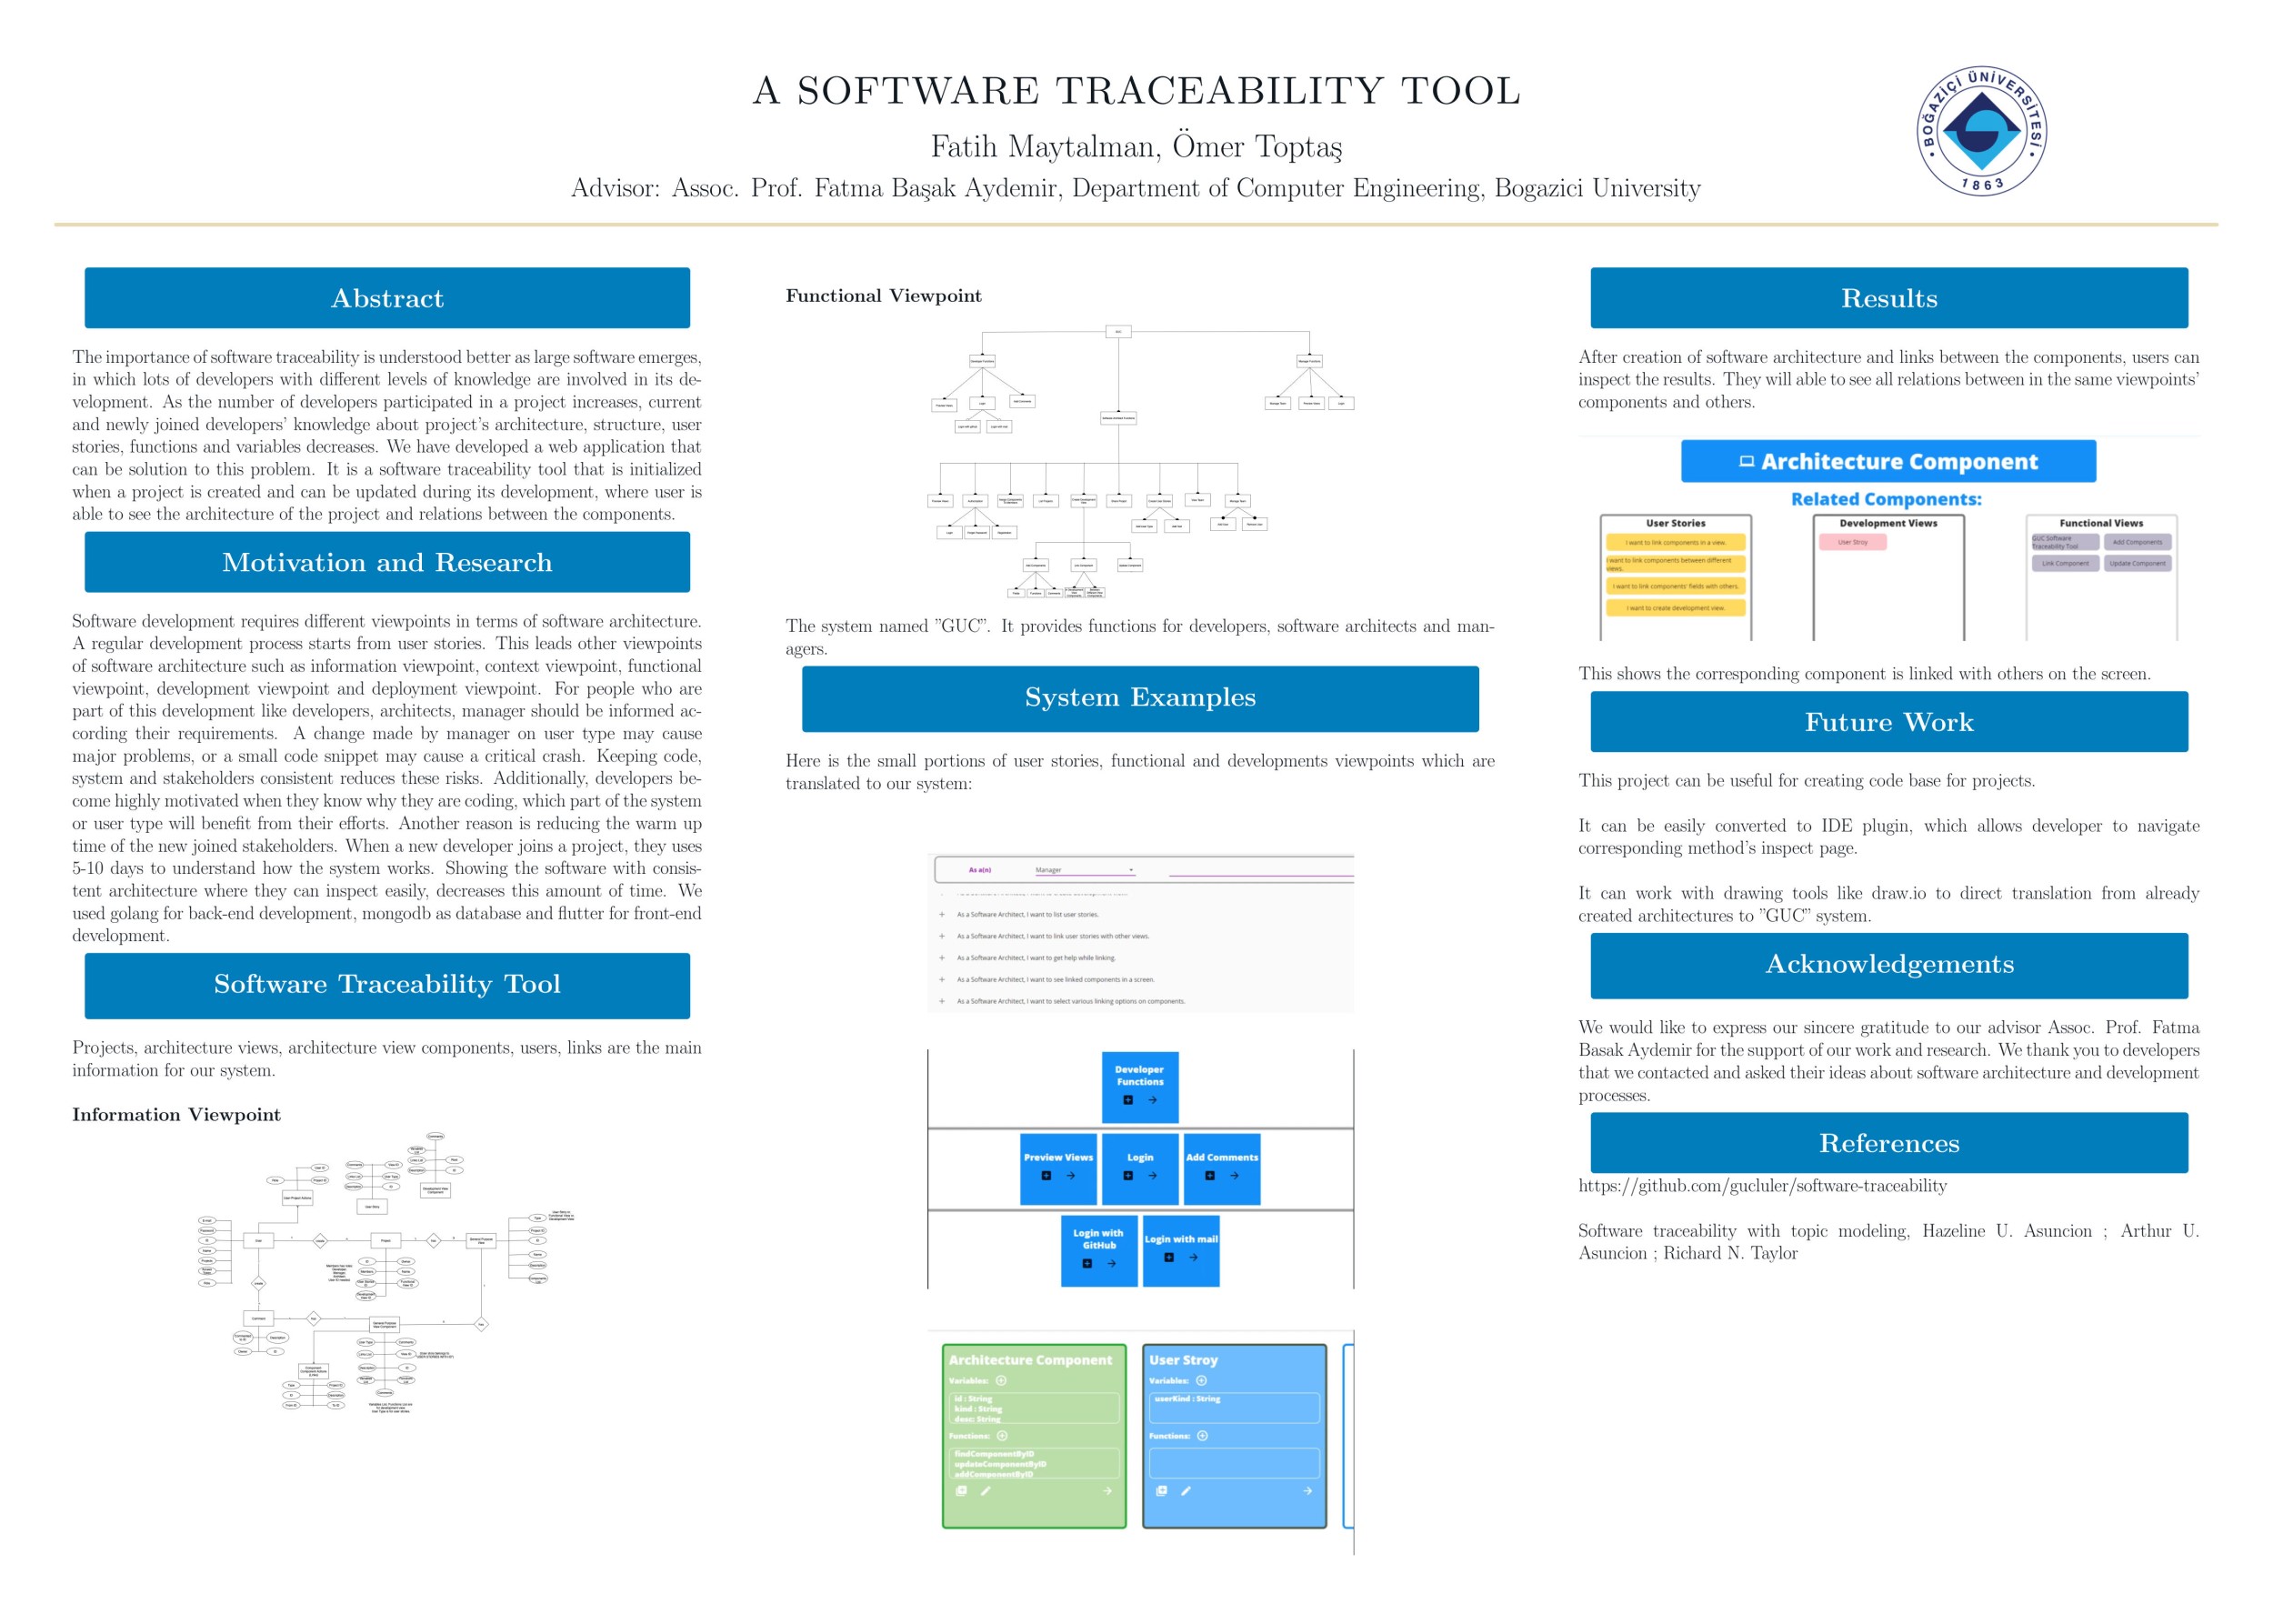 A SOFTWARE TRACEABILITY TOOL
Fatih Maytalman, Ömer Toptaş
Advisor: Assoc. Prof. Fatma Başak Aydemir, Department of Computer Engineering, Bogazici University
BOĞAZİÇİ ÜNİVERSİTESİ
1863
Abstract
The importance of software traceability is understood better as large software emerges,
in which lots of developers with different levels of knowledge are involved in its de-
velopment. As the number of developers participated in a project increases, current
and newly joined developers' knowledge about project's architecture, structure, user
stories, functions and variables decreases. We have developed a web application that
can be solution to this problem. It is a software traceability tool that is initialized
when a project is created and can be updated during its development, where user is
able to see the architecture of the project and relations between the components.
Motivation and Research
Software development requires different viewpoints in terms of software architecture.
A regular development process starts from user stories. This leads other viewpoints
of software architecture such as information viewpoint, context viewpoint, functional
viewpoint, development viewpoint and deployment viewpoint. For people who are
part of this development like developers, architects, manager should be informed ac-
cording their requirements. A change made by manager on user type may cause
major problems, or a small code snippet may cause a critical crash. Keeping code,
system and stakeholders consistent reduces these risks. Additionally, developers be-
come highly motivated when they know why they are coding, which part of the system
or user type will benefit from their efforts. Another reason is reducing the warm up
time of the new joined stakeholders. When a new developer joins a project, they uses
5-10 days to understand how the system works. Showing the software with consis-
tent architecture where they can inspect easily, decreases this amount of time. We
used golang for back-end development, mongodb as database and flutter for front-end
development.
Software Traceability Tool
Projects, architecture views, architecture view components, users, links are the main
information for our system.
Information Viewpoint
Functional Viewpoint
The system named "GUC". It provides functions for developers, software architects and man-
agers.
System Examples
Here is the small portions of user stories, functional and developments viewpoints which are
translated to our system:
As a(n) Manager
+ As a Software Architect, I want to list user stories.
+ As a Software Architect, I want to link user stories with other views.
+ As a Software Architect, I want to get help while linking.
+ As a Software Architect, I want to see linked components in a screen.
+ As a Software Architect, I want to select various linking options on components.
Developer
Functions
Preview Views Login Add Comments
Login with
GitHub
Login with mail
Architecture Component
Variables:
id : String
kind : String
desc: String
Functions:
findComponentByID
updateComponentByID
addComponentByID
User Stroy
Variables:
userKind : String
Functions:
Results
After creation of software architecture and links between the components, users can
inspect the results. They will able to see all relations between in the same viewpoints'
components and others.
Architecture Component
Related Components:
User Stories
I want to link components in a view.
I want to link components between different
views.
I want to link components' fields with others.
I want to create development view.
Development Views
User Stroy
Functional Views
GUC Software
Traceability Tool
Add Components
Link Component
Update Component
This shows the corresponding component is linked with others on the screen.
Future Work
This project can be useful for creating code base for projects.
It can be easily converted to IDE plugin, which allows developer to navigate
corresponding method's inspect page.
It can work with drawing tools like draw.io to direct translation from already
created architectures to "GUC" system.
Acknowledgements
We would like to express our sincere gratitude to our advisor Assoc. Prof. Fatma
Basak Aydemir for the support of our work and research. We thank you to developers
that we contacted and asked their ideas about software architecture and development
processes.
References
https://github.com/gucluler/software-traceability
Software traceability with topic modeling, Hazeline U. Asuncion ; Arthur U.
Asuncion ; Richard N. Taylor